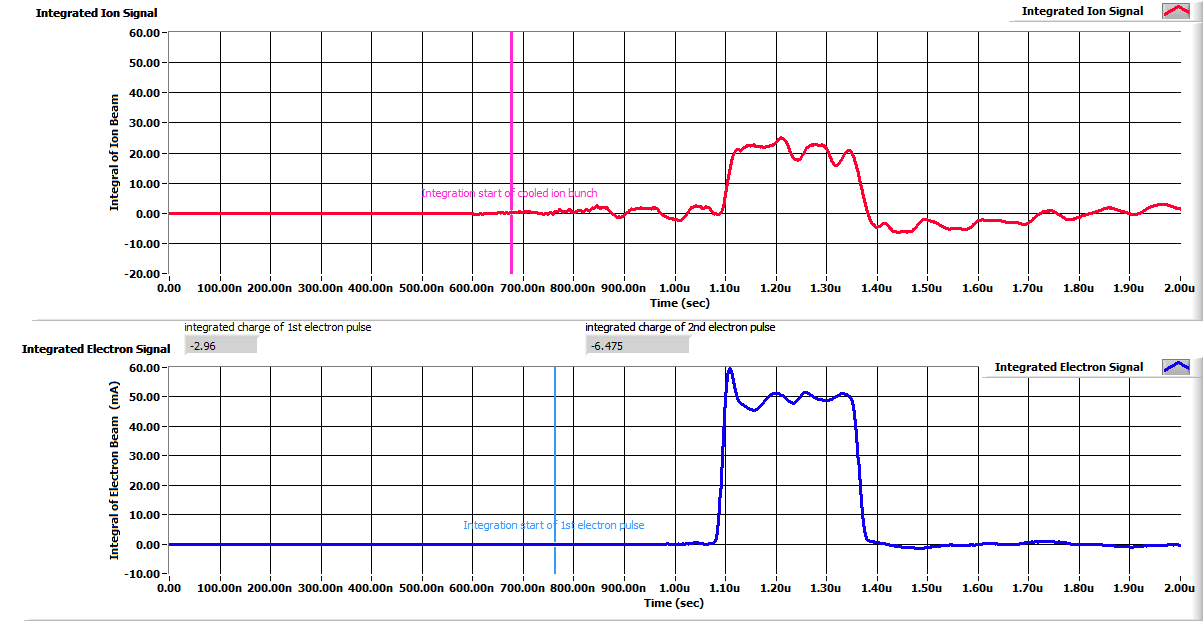 Integrated Ion Signal
Integrated Ion Signal
60.00
50.00
40.00
30.00
20.00
10.00
0.00
-10.00
-20.00
Integral of Ion Beam
Integration start of cooled ion bunch
0.00 100.00n 200.00n 300.00n 400.00n 500.00n 600.00n 700.00n 800.00n 900.00n 1.00u 1.10u 1.20u 1.30u 1.40u 1.50u 1.60u 1.70u 1.80u 1.90u 2.00u
Time (sec)
integrated charge of 1st electron pulse
-2.96
integrated charge of 2nd electron pulse
-6.475
Integrated Electron Signal
Integrated Electron Signal
60.00
50.00
40.00
30.00
20.00
10.00
0.00
-10.00
Integral of Electron Beam (mA)
Integration start of 1st electron pulse
0.00 100.00n 200.00n 300.00n 400.00n 500.00n 600.00n 700.00n 800.00n 900.00n 1.00u 1.10u 1.20u 1.30u 1.40u 1.50u 1.60u 1.70u 1.80u 1.90u 2.00u
Time (sec)